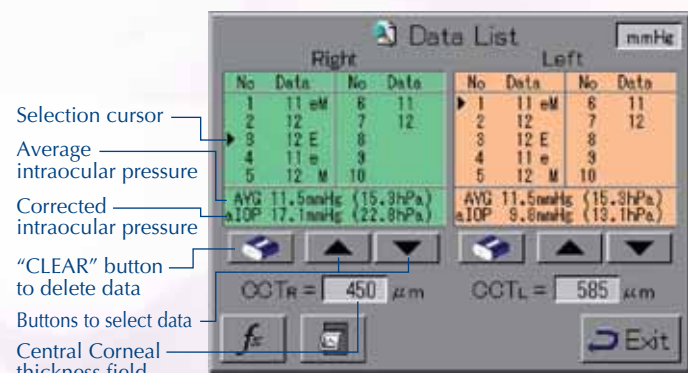 Data List
mmHg
Right
Left
No Data No Data
1 11 eM 6 11
2 12 7 12
3 12 E 8
4 11 e 9
5 12 M 10
AVG 11.5mmHg (15.3hPa)
aIOP 17.1mmHg (22.8hPa)
No Data No Data
1 11 eM 6 11
2 12 7 12
3 12 E 8
4 11 e 9
5 12 M 10
AVG 11.5mmHg (15.3hPa)
aIOP 9.8mmHg (13.1hPa)
CCTR = 450 μm
CCTL = 585 μm
Exit
Selection cursor
Average
intraocular pressure
Corrected
intraocular pressure
“CLEAR” button
to delete data
Buttons to select data
Central Corneal
thickness field